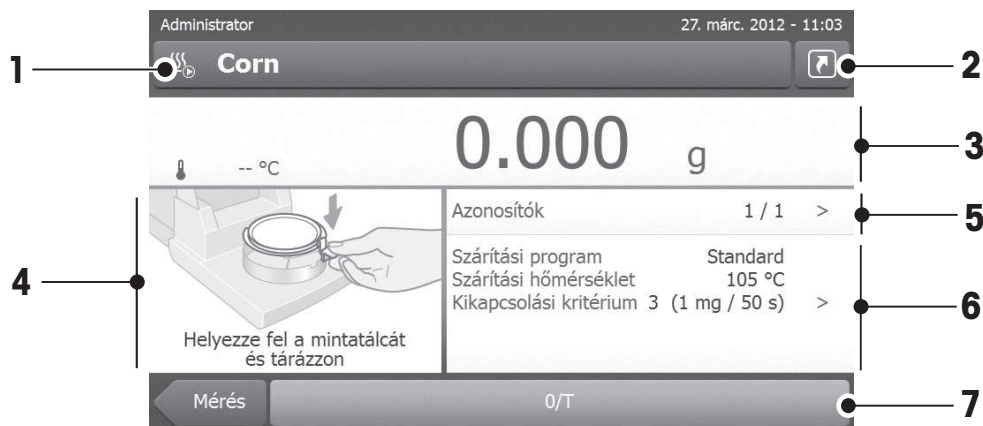 Administrator 27. márc. 2012 - 11:03
1 Corn 2
0.000 g 3
-- °C
Azonosítók 1 / 1 > 5
4
Szárítási program Standard
Szárítási hőmérséklet 105 °C
Kikapcsolási kritérium 3 (1 mg / 50 s) > 6
Helyezze fel a mintatálcát
és tárázzon
Mérés 0/T 7